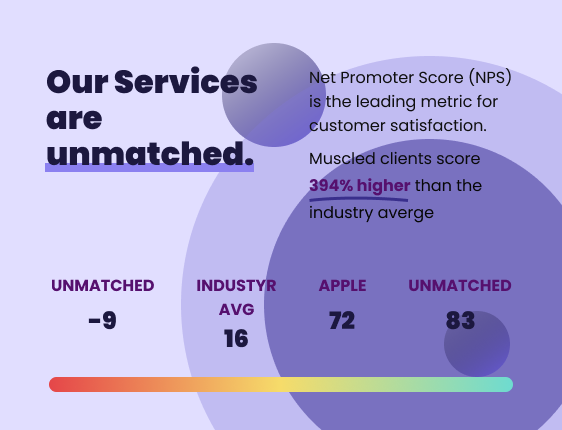 Our Services
are
unmatched.
Net Promoter Score (NPS)
is the leading metric for
customer satisfaction.
Muscled clients score
394% higher than the
industry averge
UNMATCHED
-9
INDUSTYR
AVG
16
APPLE
72
UNMATCHED
83